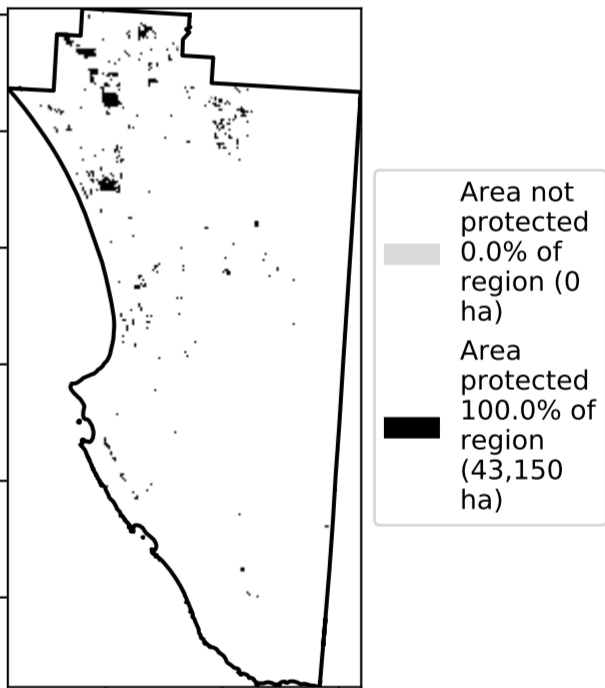 Area not
protected
0.0% of
region (0
ha)
Area
protected
100.0% of
region
(43,150
ha)